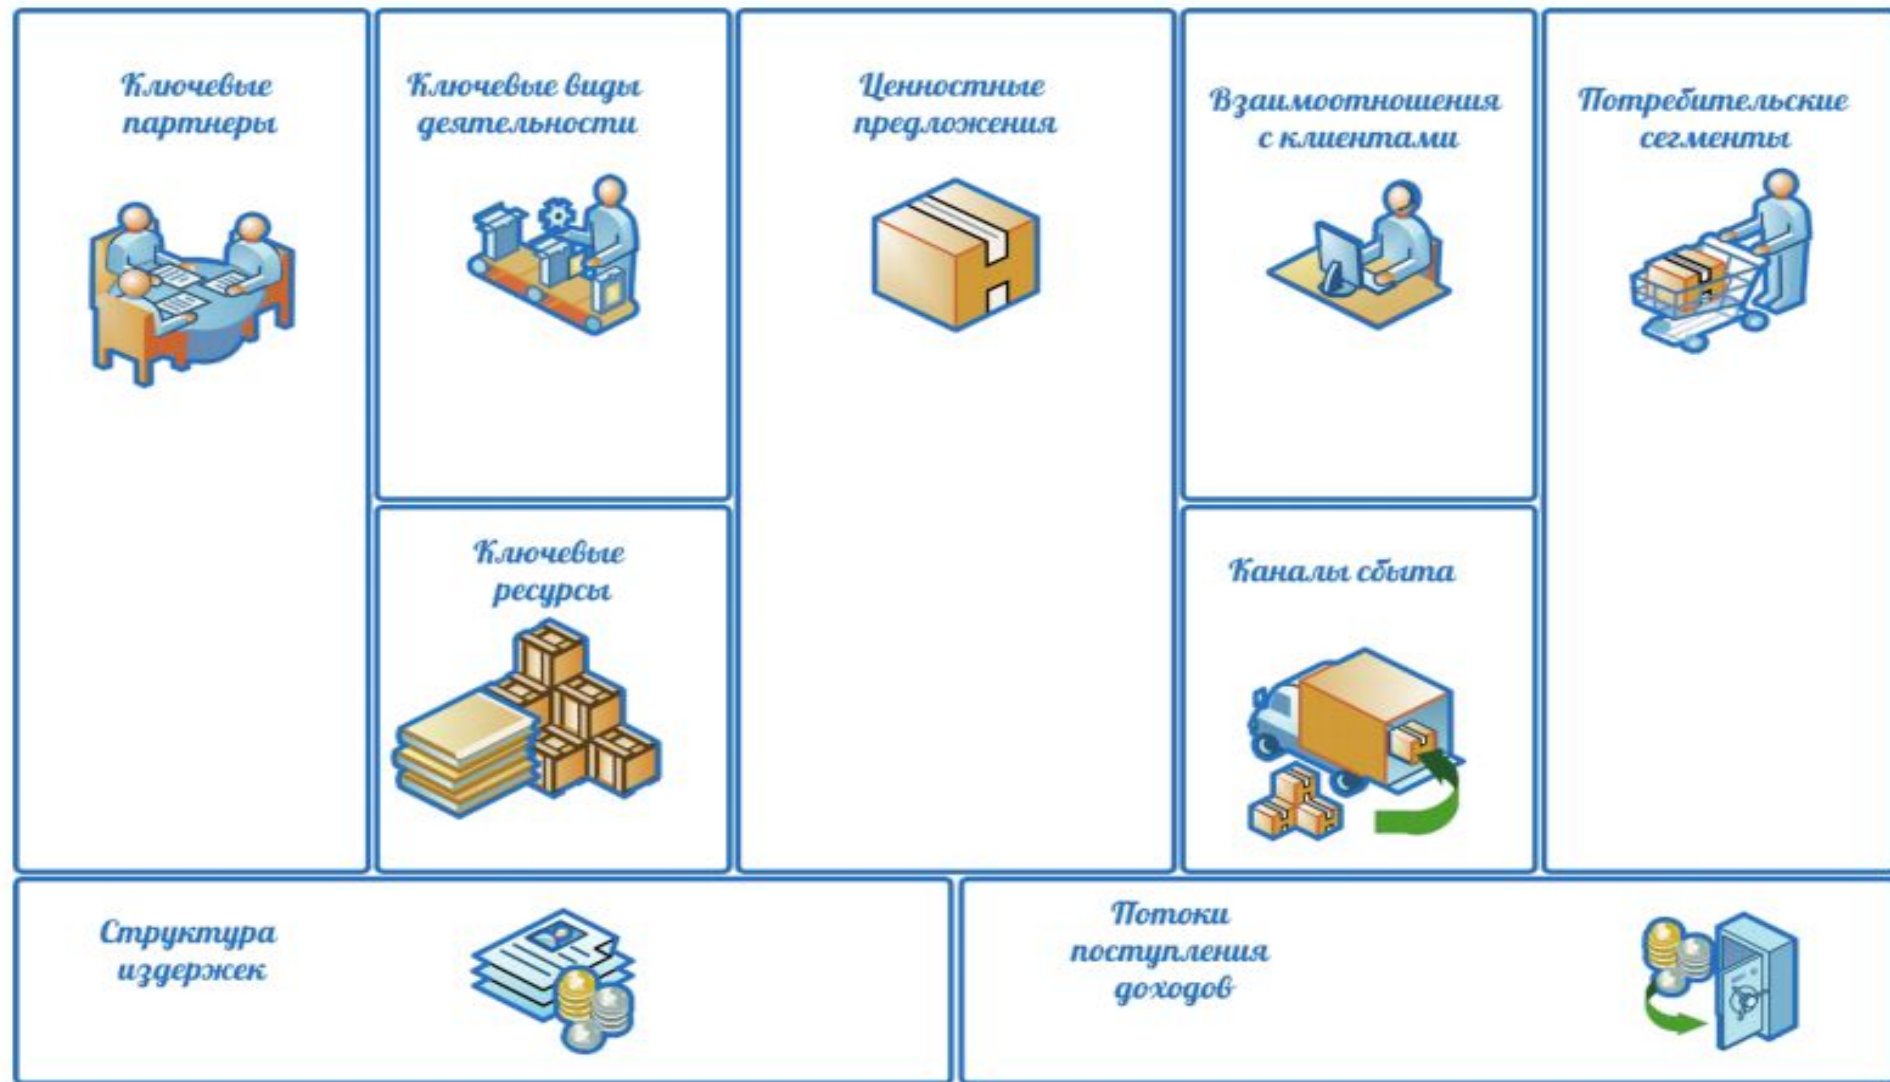 Ключевые
партнеры
Ключевые виды
деятельности
Ключевые
ресурсы
Ценностные
предложения
Взаимоотношения
с клиентами
Каналы сбыта
Потребительские
сегменты
Структура
издержек
Потоки
поступления
доходов